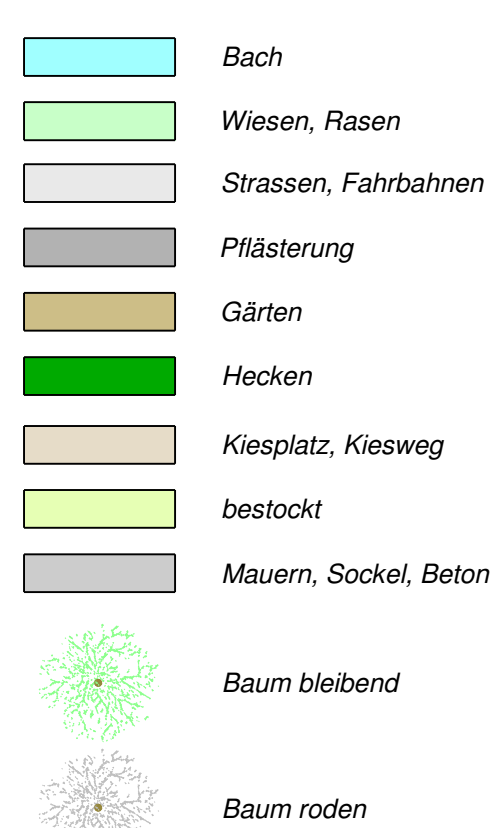 Bach
Wiesen, Rasen
Strassen, Fahrbahnen
Pflästerung
Gärten
Hecken
Kiesplatz, Kiesweg
bestockt
Mauern, Sockel, Beton
Baum bleibend
Baum roden